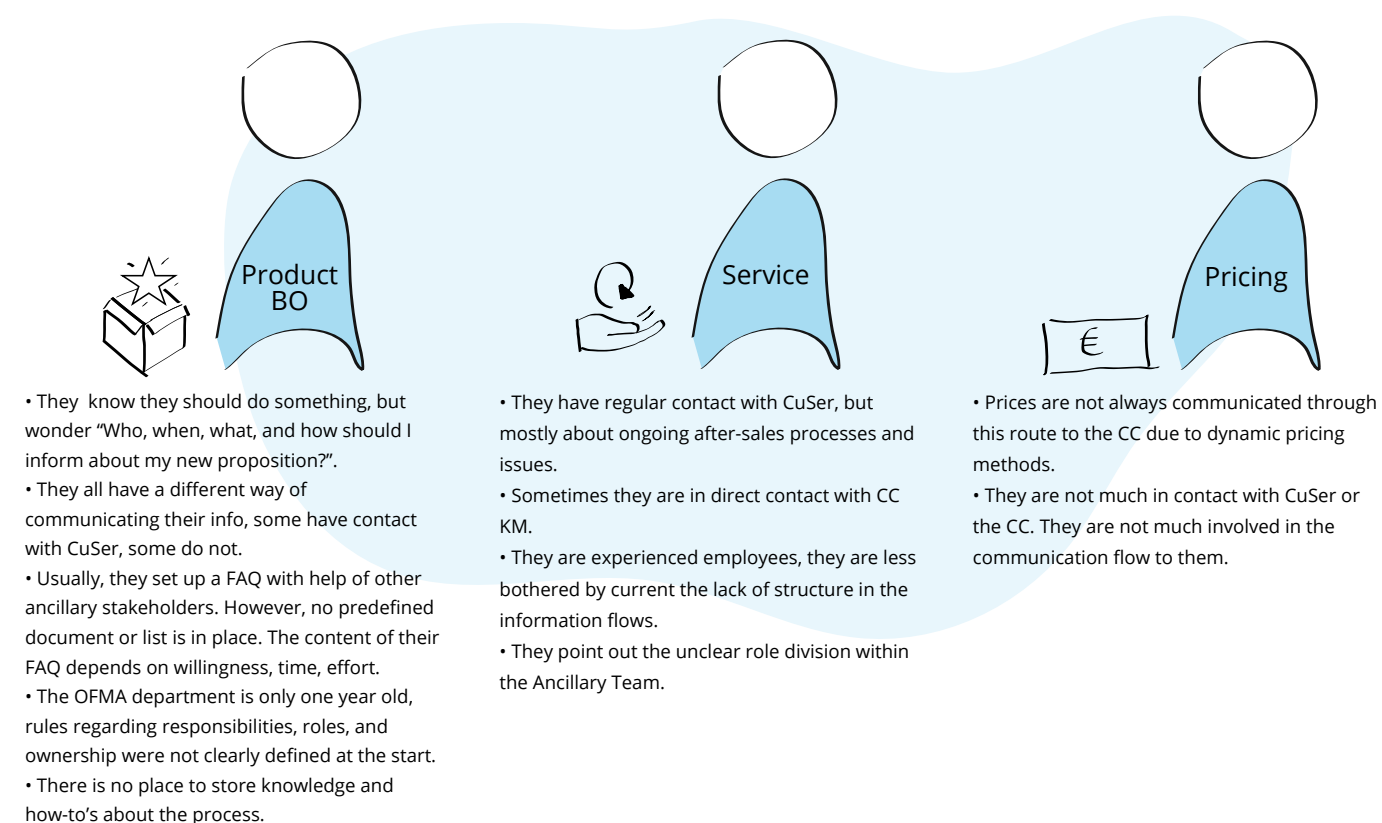 Product
BO
• They  know they should do something, but
wonder “Who, when, what, and how should I
inform about my new proposition?”.
• They all have a different way of
communicating their info, some have contact
with CuSer, some do not.
• Usually, they set up a FAQ with help of other
ancillary stakeholders. However, no predefined
document or list is in place. The content of their
FAQ depends on willingness, time, effort.
• The OFMA department is only one year old,
rules regarding responsibilities, roles, and
ownership were not clearly defined at the start.
• There is no place to store knowledge and
how-to’s about the process.
Service
• They have regular contact with CuSer, but
mostly about ongoing after-sales processes and
issues.
• Sometimes they are in direct contact with CC
KM.
• They are experienced employees, they are less
bothered by current the lack of structure in the
information flows.
• They point out the unclear role division within
the Ancillary Team.
Pricing
€
• Prices are not always communicated through
this route to the CC due to dynamic pricing
methods.
• They are not much in contact with CuSer or
the CC. They are not much involved in the
communication flow to them.